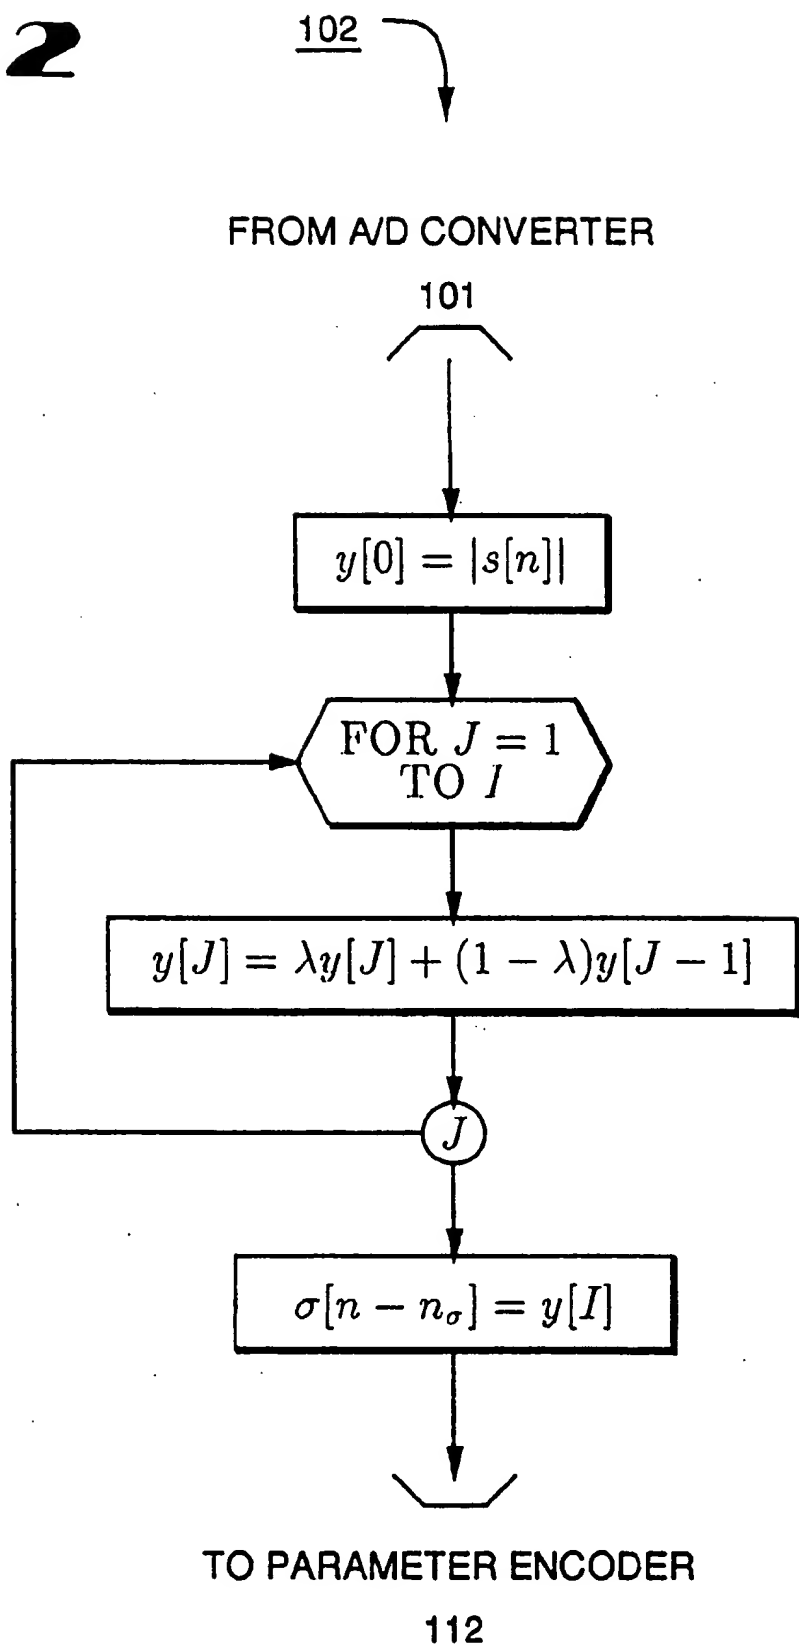 2
102
FROM A/D CONVERTER
101
y[0] = |s[n]|
FOR J = 1
TO I
y[J] = λy[J] + (1 − λ)y[J − 1]
J
σ[n − n_σ] = y[I]
TO PARAMETER ENCODER
112